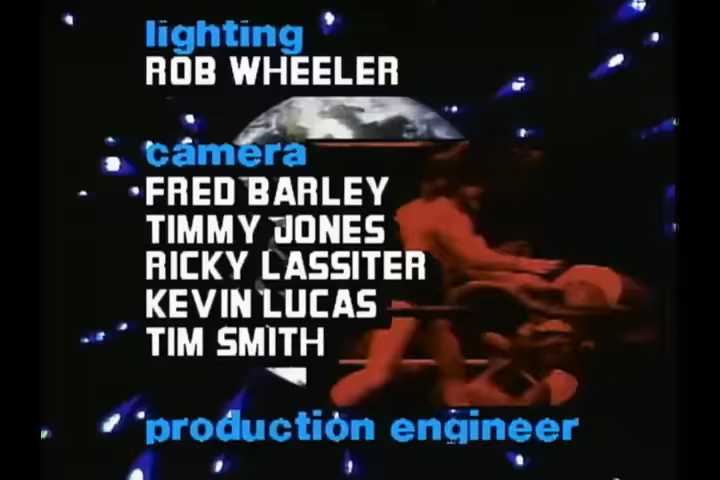 lighting
ROB WHEELER
camera
FRED BARLEY
TIMMY JONES
RICKY LASSITER
KEVIN LUCAS
TIM SMITH
production engineer